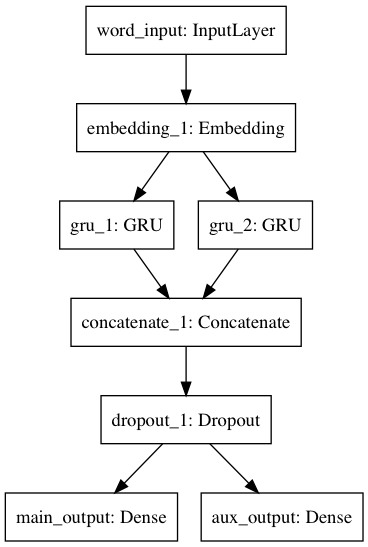 word_input: InputLayer
embedding_1: Embedding
gru_1: GRU
gru_2: GRU
concatenate_1: Concatenate
dropout_1: Dropout
main_output: Dense
aux_output: Dense